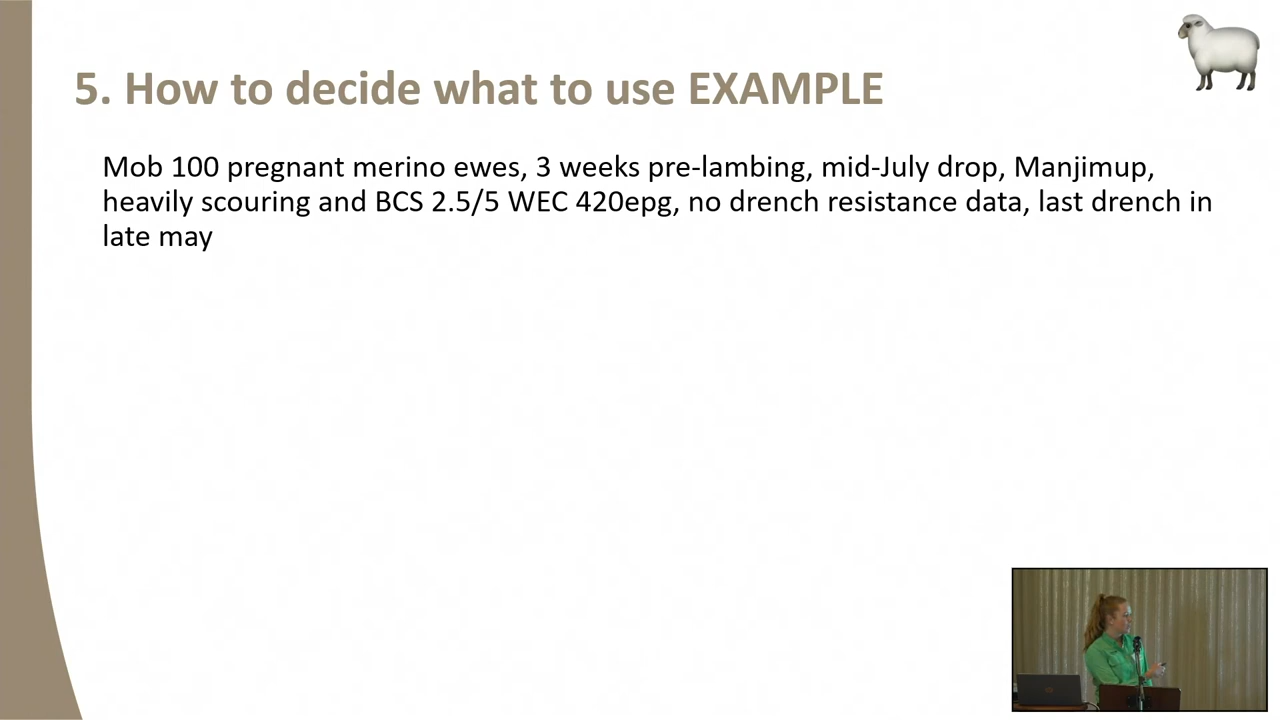 5. How to decide what to use EXAMPLE
Mob 100 pregnant merino ewes, 3 weeks pre-lambing, mid-July drop, Manjimup,
heavily scouring and BCS 2.5/5 WEC 420epg, no drench resistance data, last drench in
late may